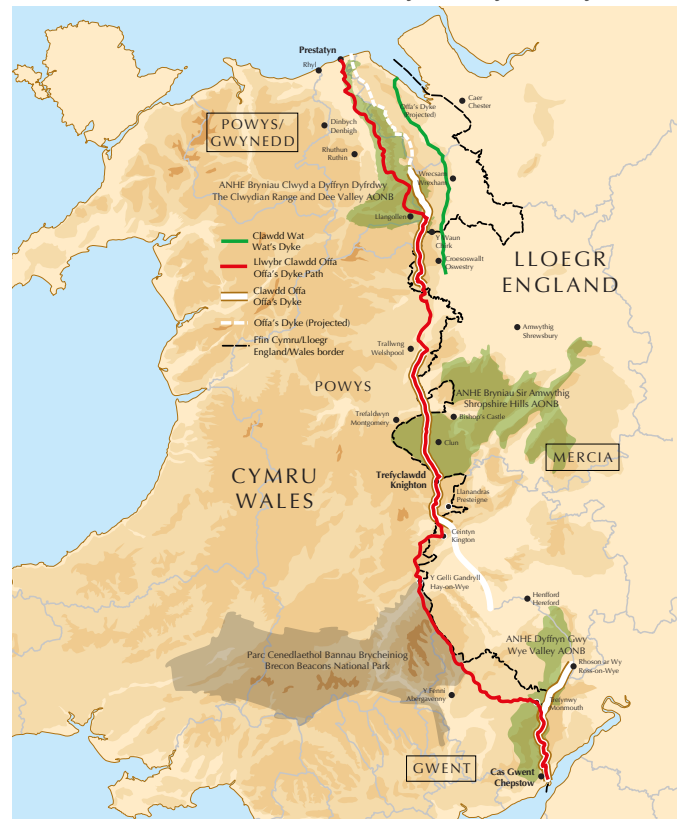 Prestatyn
Rhyl
Caer
Chester
Offa's Dyke
(Projected)
POWYS/
GWYNEDD
Dinbych
Denbigh
Rhuthun
Ruthin
Wrecsam
Wrexham
ANHE Bryniau Clwyd a Dyffryn Dyfrdwy
The Clwydian Range and Dee Valley AONB
Llangollen
Y Waun
Chirk
Croesoswallt
Oswestry
Clawdd Wat
Wat's Dyke
Llwybr Clawdd Offa
Offa's Dyke Path
Clawdd Offa
Offa's Dyke
Offa's Dyke (Projected)
Ffin Cymru/Lloegr
England/Wales border
LLOEGR
ENGLAND
Amwythig
Shrewsbury
Trallwng
Welshpool
POWYS
ANHE Bryniau Sir Amwythig
Shropshire Hills AONB
Trefaldwyn
Montgomery
Bishop's Castle
Clun
MERCIA
CYMRU
WALES
Trefyclawdd
Knighton
Llanandras
Presteigne
Ceintyn
Kington
Y Gelli Gandryll
Hay-on-Wye
Henffordd
Hereford
ANHE Dyffryn Gwy
Wye Valley AONB
Parc Cenedlaethol Bannau Brycheiniog
Brecon Beacons National Park
Rhosan ar Wy
Ross-on-Wye
Y Fenni
Abergavenny
Trefynwy
Monmouth
GWENT
Cas Gwent
Chepstow